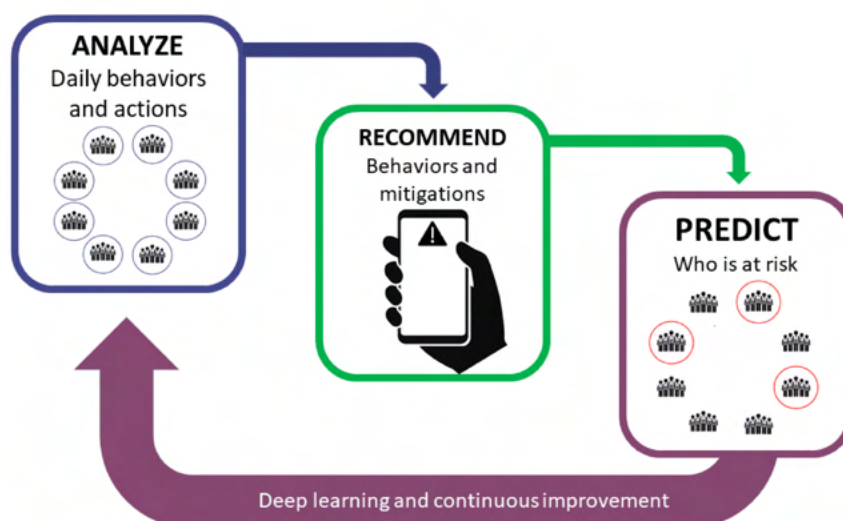 ANALYZE
Daily behaviors
and actions
RECOMMEND
Behaviors and
mitigations
PREDICT
Who is at risk
Deep learning and continuous improvement